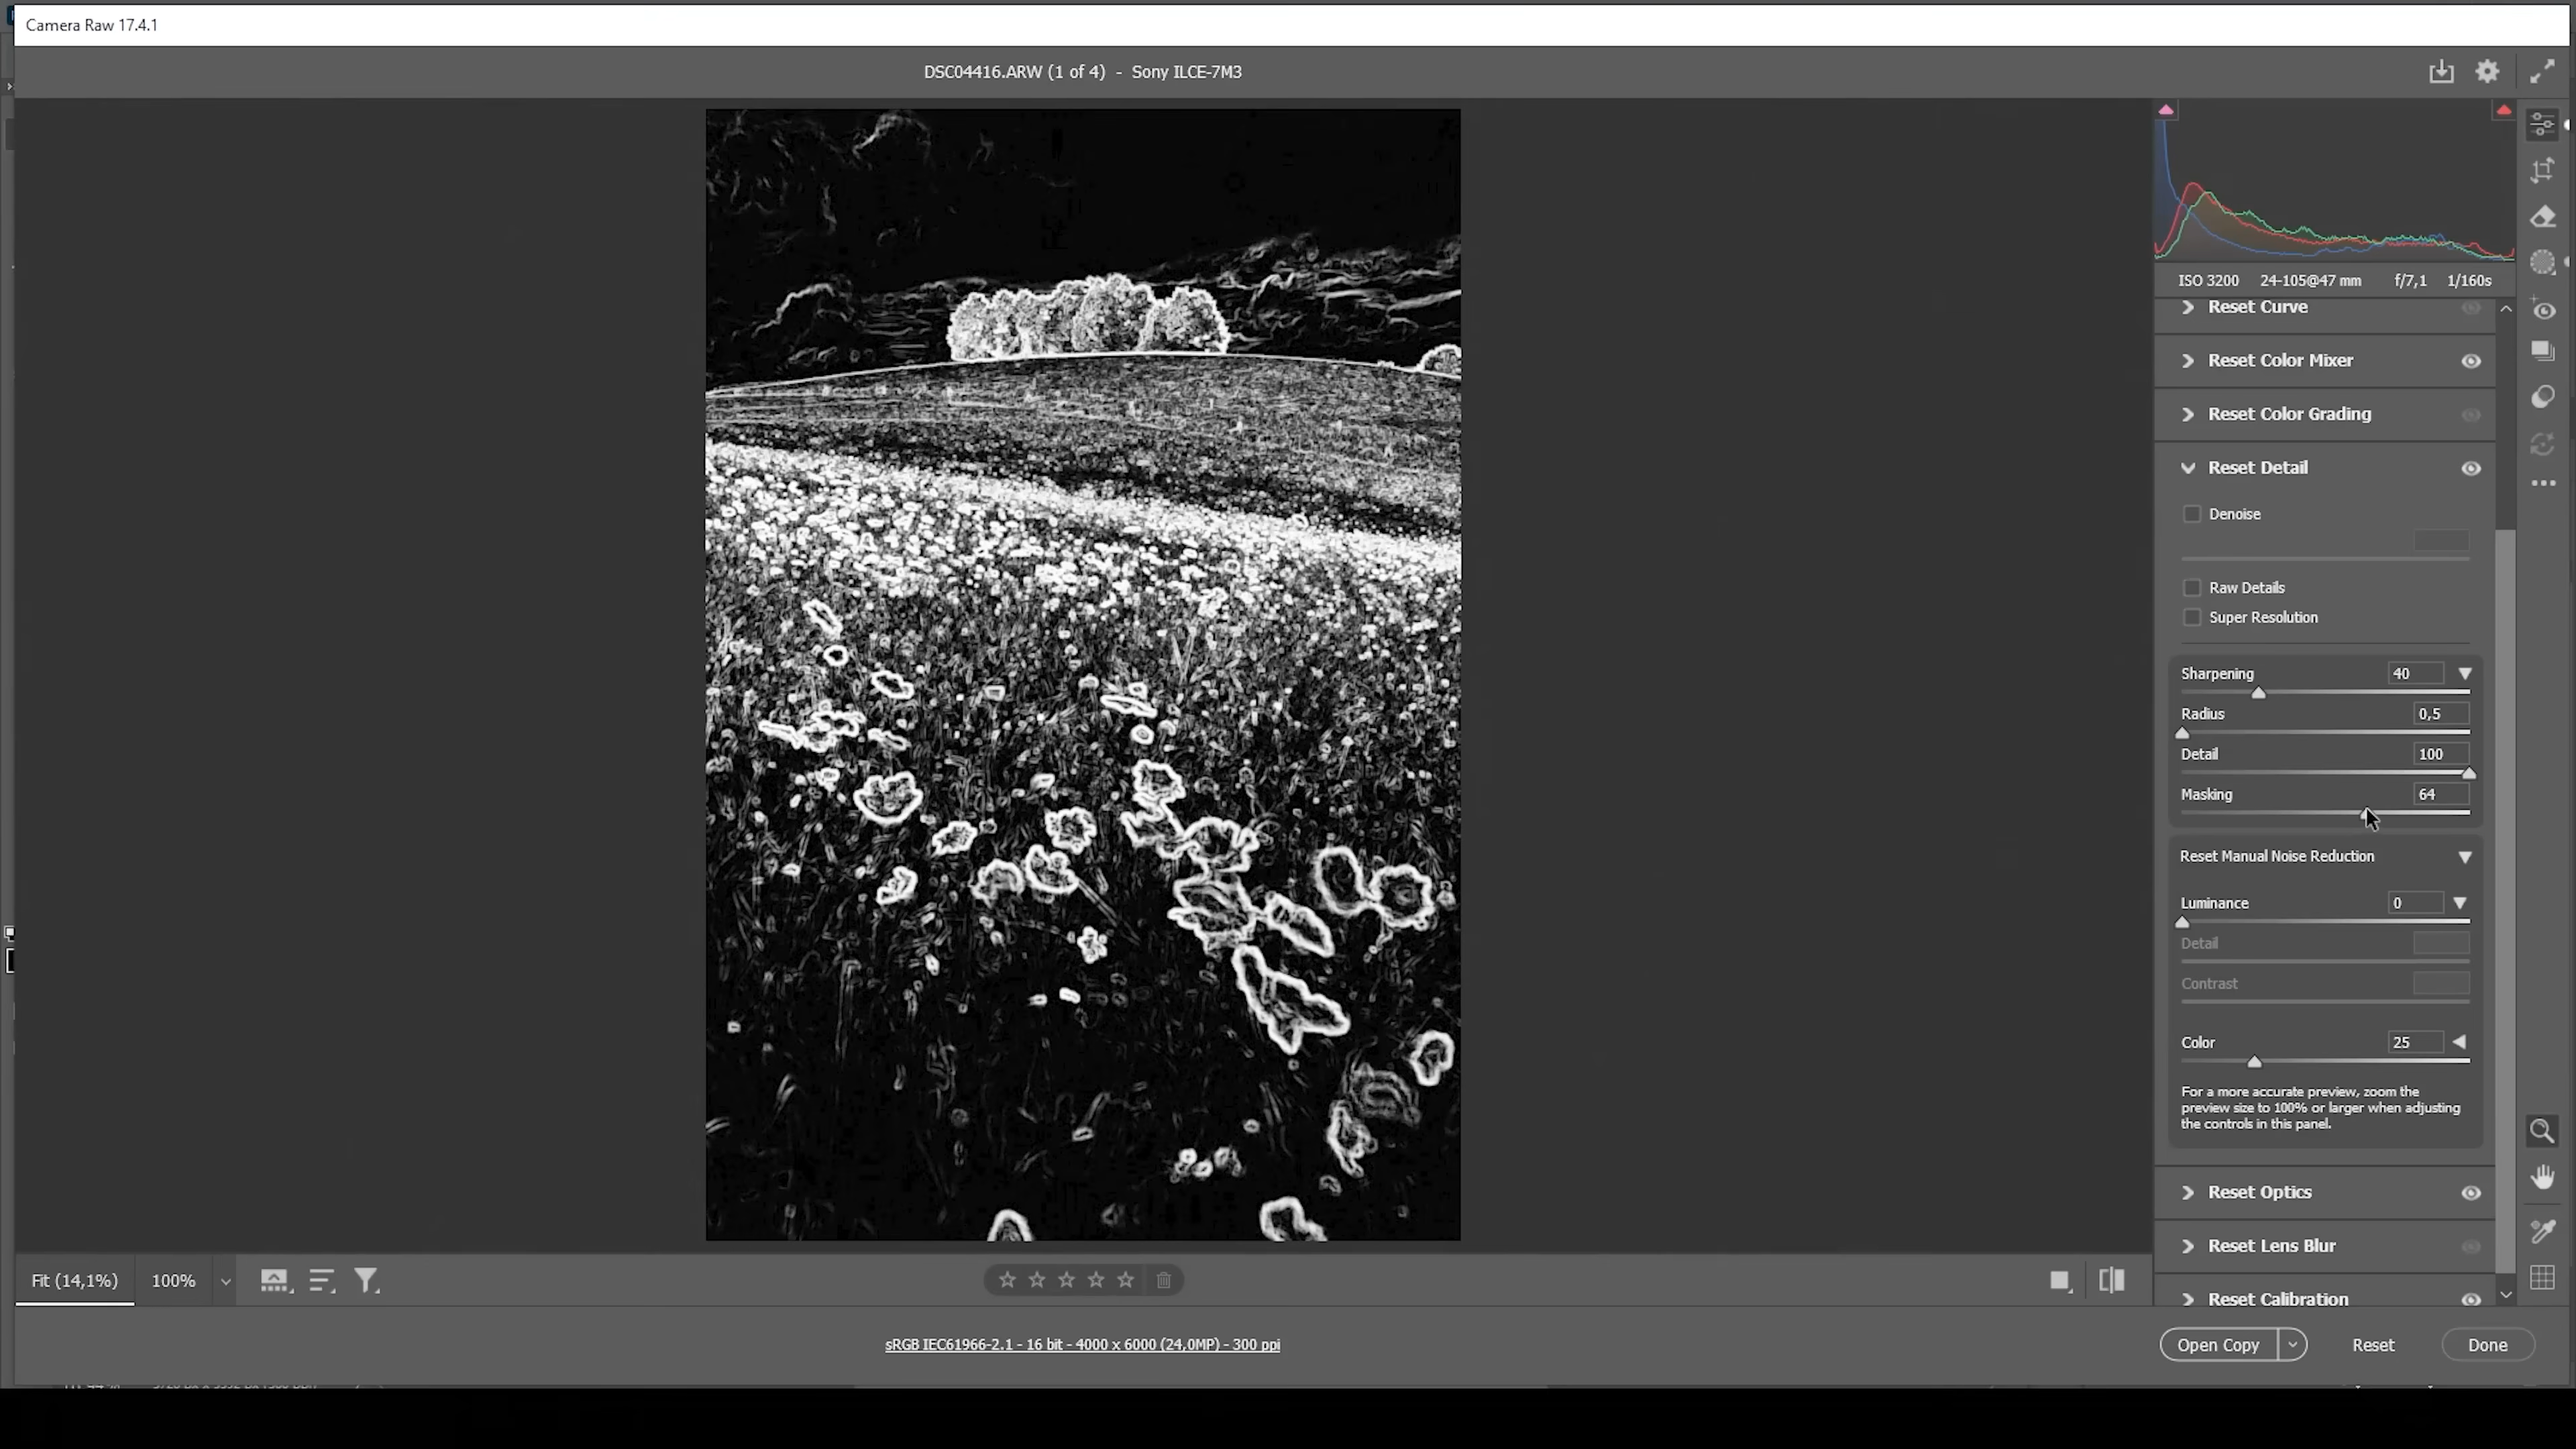 Camera Raw 17.4.1
DSC04416.ARW (1 of 4) - Sony ILCE-7M3
ISO 3200 24-105@47 mm f/7,1 1/160s
Reset Curve
Reset Color Mixer
Reset Color Grading
Reset Detail
Denoise
Raw Details
Super Resolution
Sharpening 40
Radius 0,5
Detail 100
Masking 64
Reset Manual Noise Reduction
Luminance 0
Detail
Contrast
Color 25
For a more accurate preview, zoom the
preview size to 100% or larger when adjusting
the controls in this panel.
Reset Optics
Reset Lens Blur
Reset Calibration
Fit (14,1%) 100%
sRGB IEC61966-2.1 - 16 bit - 4000 x 6000 (24,0MP) - 300 ppi
Open Copy Reset Done